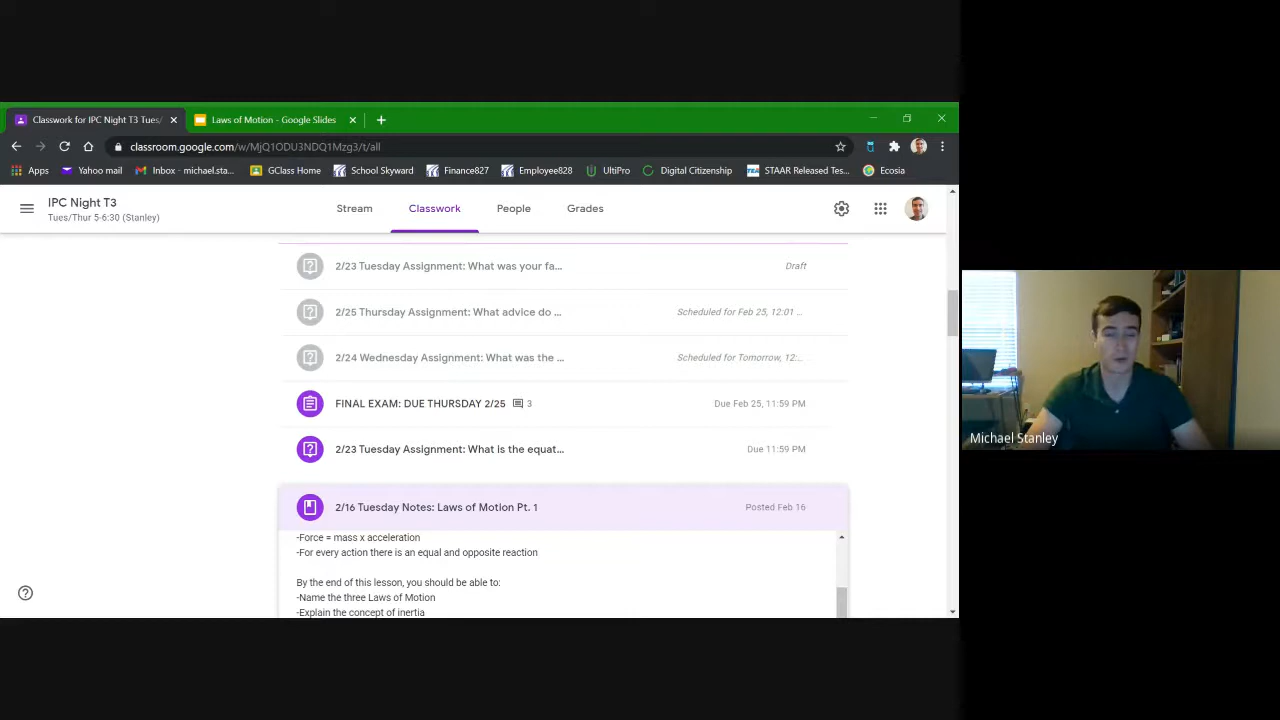 Classwork for IPC Night T3 Tues/
Laws of Motion - Google Slides
classroom.google.com/w/MjQ1ODU3NDQ1Mzg3/t/all
Apps
Yahoo mail
Inbox - michael.sta...
GClass Home
School Skyward
Finance827
Employee828
UltiPro
Digital Citizenship
STAAR Released Tes...
Ecosia
IPC Night T3
Tues/Thur 5-6:30 (Stanley)
Stream
Classwork
People
Grades
2/23 Tuesday Assignment: What was your fa...
Draft
2/25 Thursday Assignment: What advice do ...
Scheduled for Feb 25, 12:01 ...
2/24 Wednesday Assignment: What was the ...
Scheduled for Tomorrow, 12:...
FINAL EXAM: DUE THURSDAY 2/25
3
Due Feb 25, 11:59 PM
2/23 Tuesday Assignment: What is the equat...
Due 11:59 PM
2/16 Tuesday Notes: Laws of Motion Pt. 1
Posted Feb 16
-Force = mass x acceleration
-For every action there is an equal and opposite reaction
By the end of this lesson, you should be able to:
-Name the three Laws of Motion
-Explain the concept of inertia
Michael Stanley